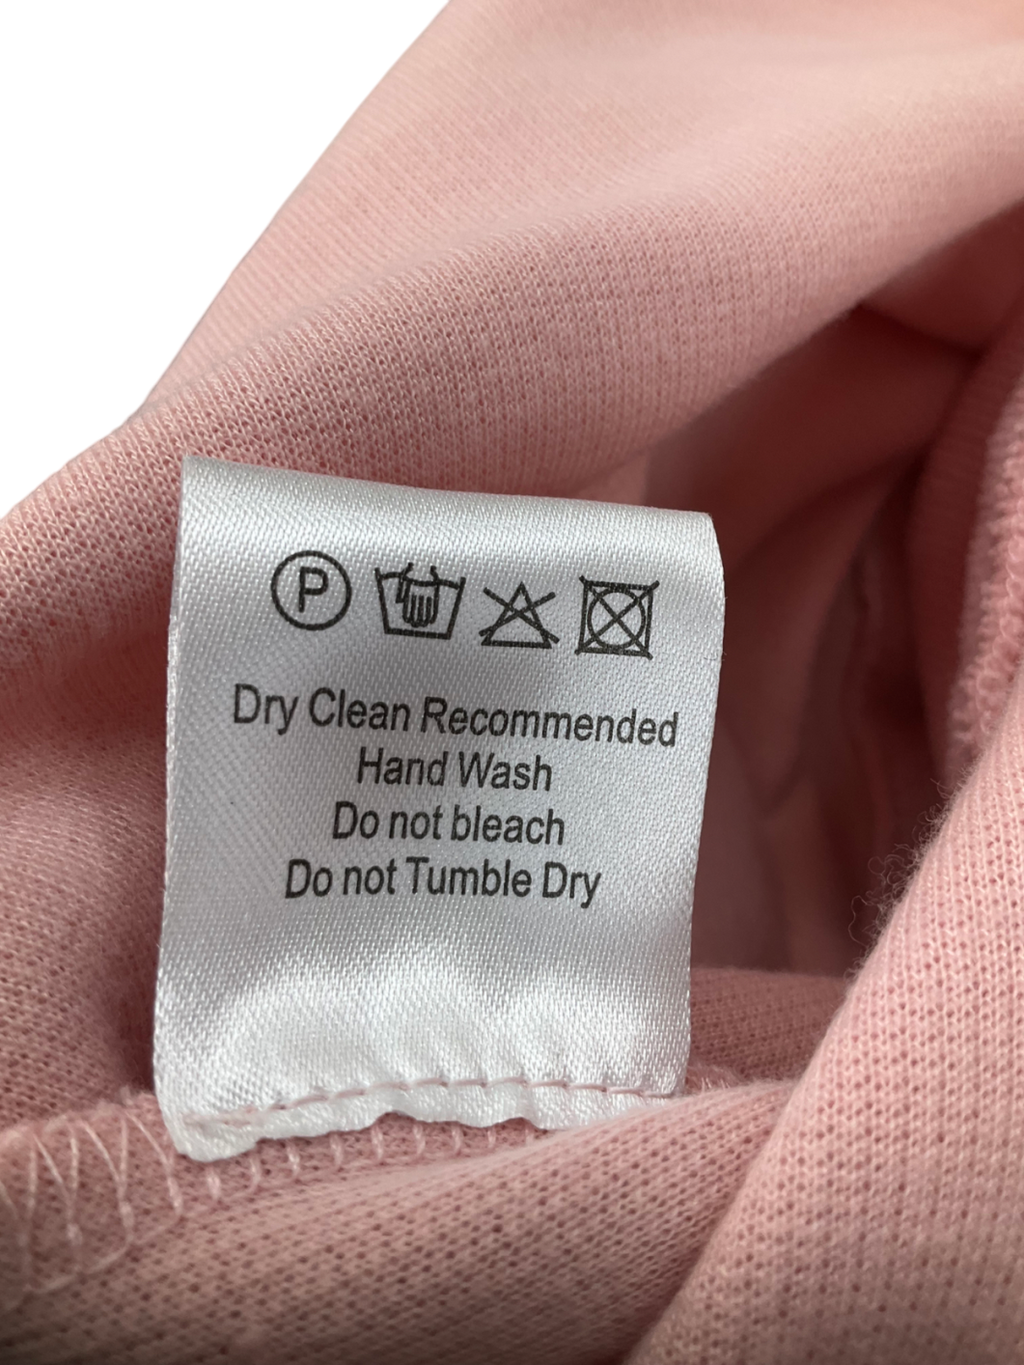 P
Dry Clean Recommended
Hand Wash
Do not bleach
Do not Tumble Dry